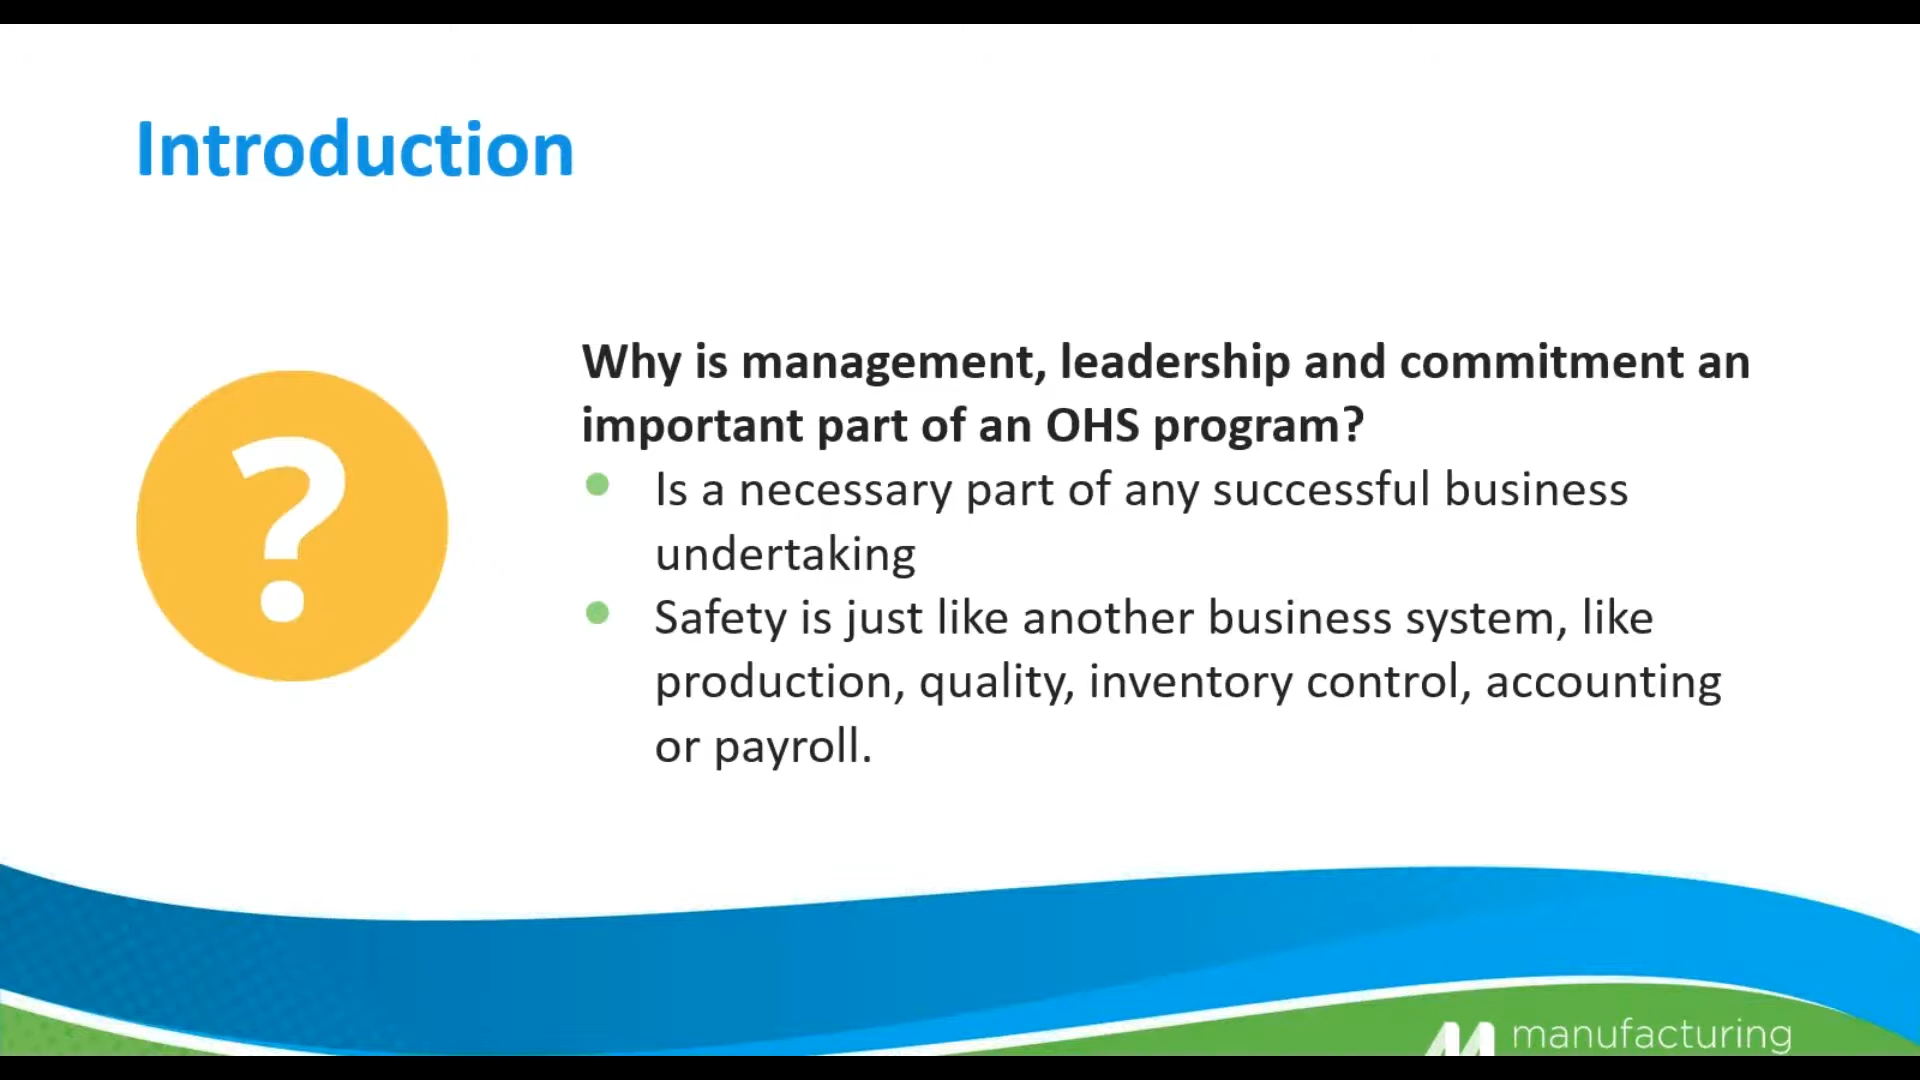 Introduction
?
Why is management, leadership and commitment an
important part of an OHS program?
Is a necessary part of any successful business
undertaking
Safety is just like another business system, like
production, quality, inventory control, accounting
or payroll.
manufacturing